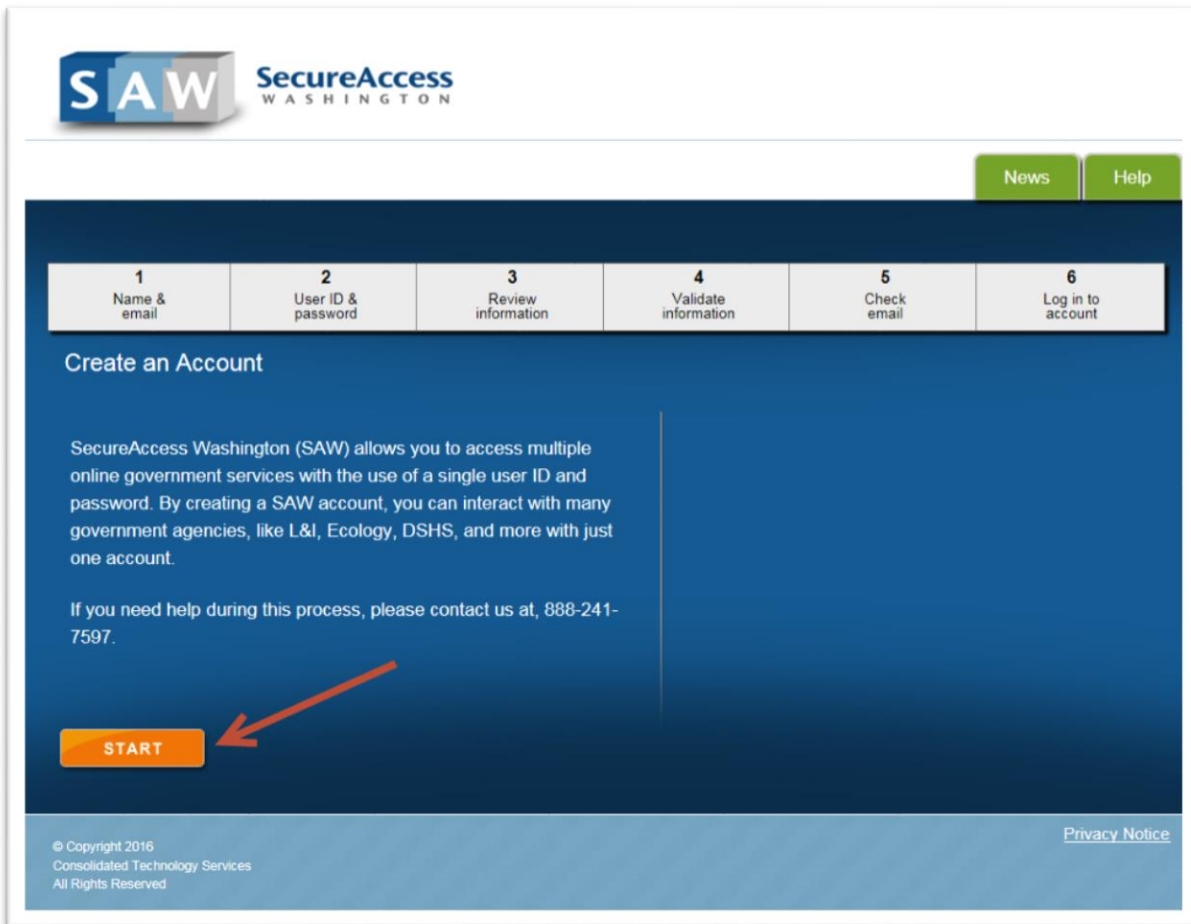 SAW
SecureAccess
WASHINGTON
News Help
1 2 3 4 5 6
Name & User ID & Review Validate Check Log in to
email password information information email account
Create an Account
SecureAccess Washington (SAW) allows you to access multiple
online government services with the use of a single user ID and
password. By creating a SAW account, you can interact with many
government agencies, like L&I, Ecology, DSHS, and more with just
one account.
If you need help during this process, please contact us at, 888-241-
7597.
START
© Copyright 2016
Consolidated Technology Services
All Rights Reserved
Privacy Notice